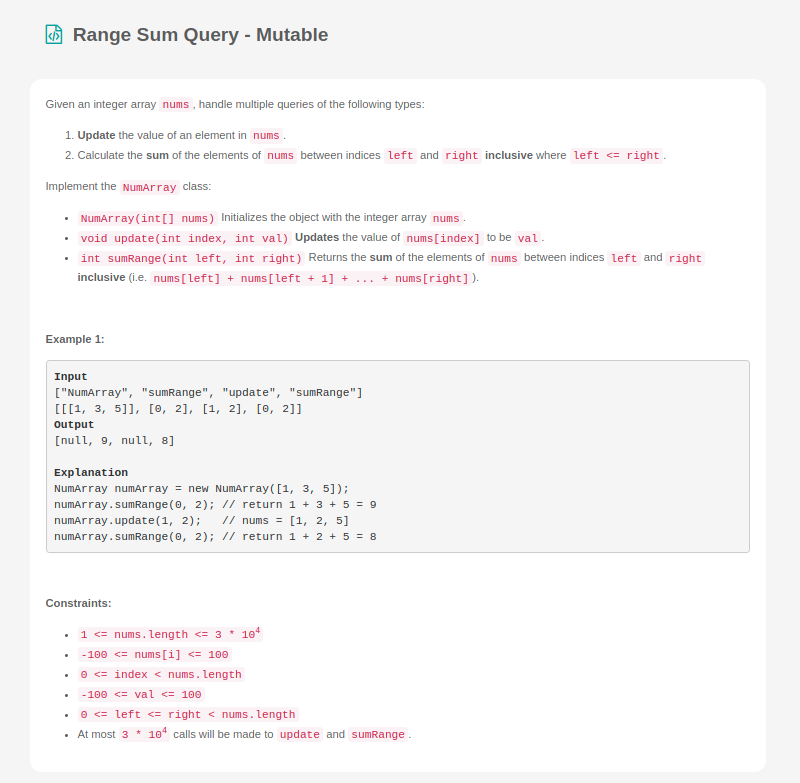 Range Sum Query - Mutable
Given an integer array nums, handle multiple queries of the following types:
1. Update the value of an element in nums.
2. Calculate the sum of the elements of nums between indices left and right inclusive where left <= right.
Implement the NumArray class:
• NumArray(int[] nums) Initializes the object with the integer array nums.
• void update(int index, int val) Updates the value of nums[index] to be val.
• int sumRange(int left, int right) Returns the sum of the elements of nums between indices left and right
inclusive (i.e. nums[left] + nums[left + 1] + ... + nums[right]).
Example 1:
Input
["NumArray", "sumRange", "update", "sumRange"]
[[[1, 3, 5]], [0, 2], [1, 2], [0, 2]]
Output
[null, 9, null, 8]
Explanation
NumArray numArray = new NumArray([1, 3, 5]);
numArray.sumRange(0, 2); // return 1 + 3 + 5 = 9
numArray.update(1, 2);   // nums = [1, 2, 5]
numArray.sumRange(0, 2); // return 1 + 2 + 5 = 8
Constraints:
• 1 <= nums.length <= 3 * 10⁴
• -100 <= nums[i] <= 100
• 0 <= index < nums.length
• -100 <= val <= 100
• 0 <= left <= right < nums.length
• At most 3 * 10⁴ calls will be made to update and sumRange.